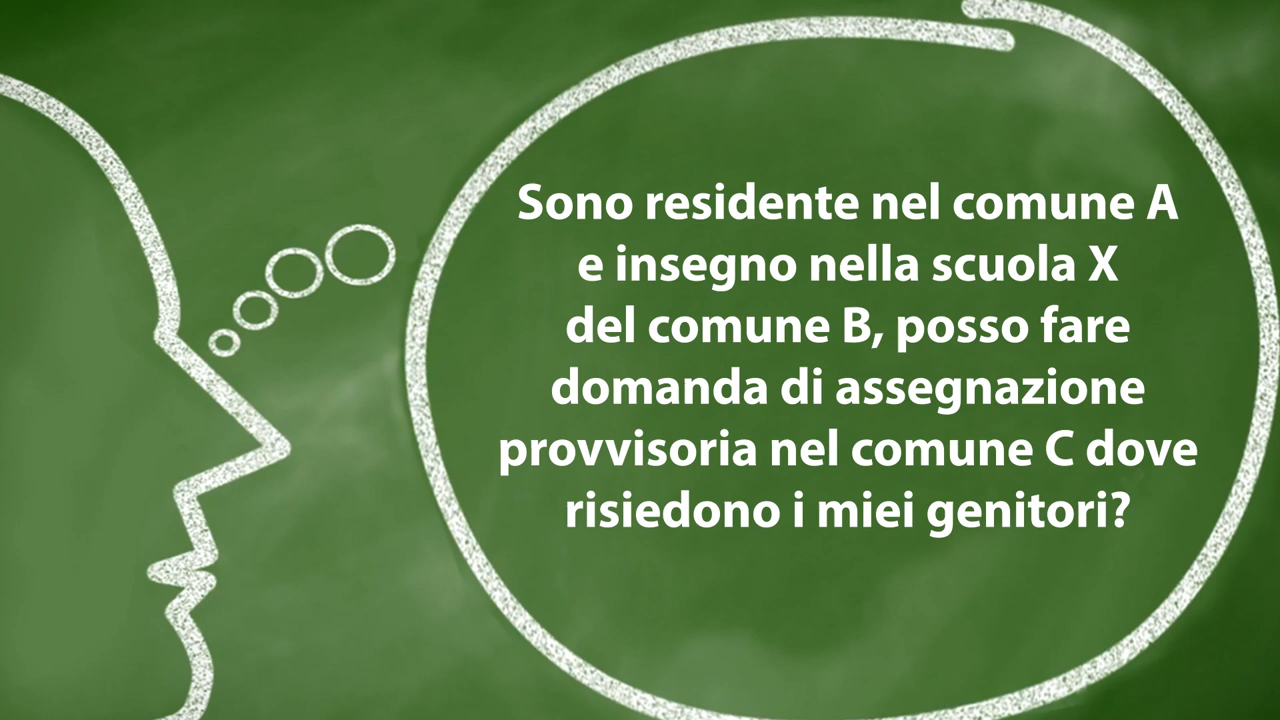 Sono residente nel comune A
e insegno nella scuola X
del comune B, posso fare
domanda di assegnazione
provvisoria nel comune C dove
risiedono i miei genitori?